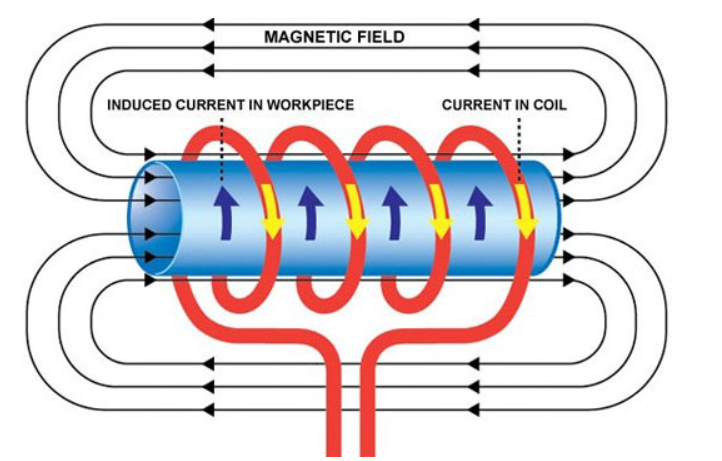 MAGNETIC FIELD
INDUCED CURRENT IN WORKPIECE
CURRENT IN COIL